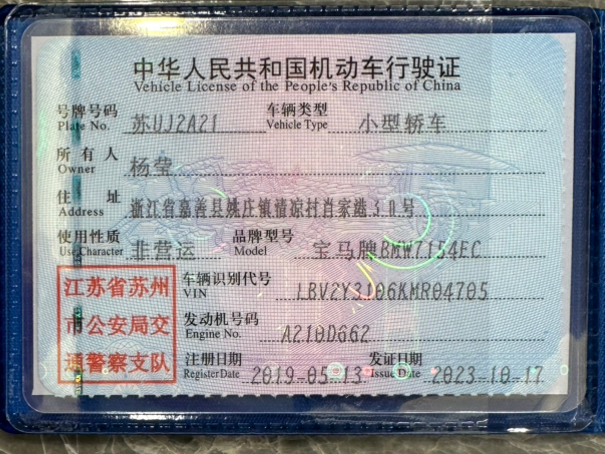 中华人民共和国机动车行驶证
Vehicle License of the People's Republic of China
号牌号码 苏UJ2A21 车辆类型 小型轿车
Plate No. Vehicle Type
所有人 杨莹
Owner
住址 浙江省嘉善县姚庄镇清凉村肖家港30号
Address
使用性质 非营运 品牌型号 宝马牌BMW7154EC
Use Character Model
江苏省苏州 车辆识别代号 LBV2Y3106KMR04705
VIN
市公安局交 发动机号码 A210D662
Engine No.
通警察支队 注册日期 2019-05-13 发证日期 2023-10-17
Register Date Issue Date